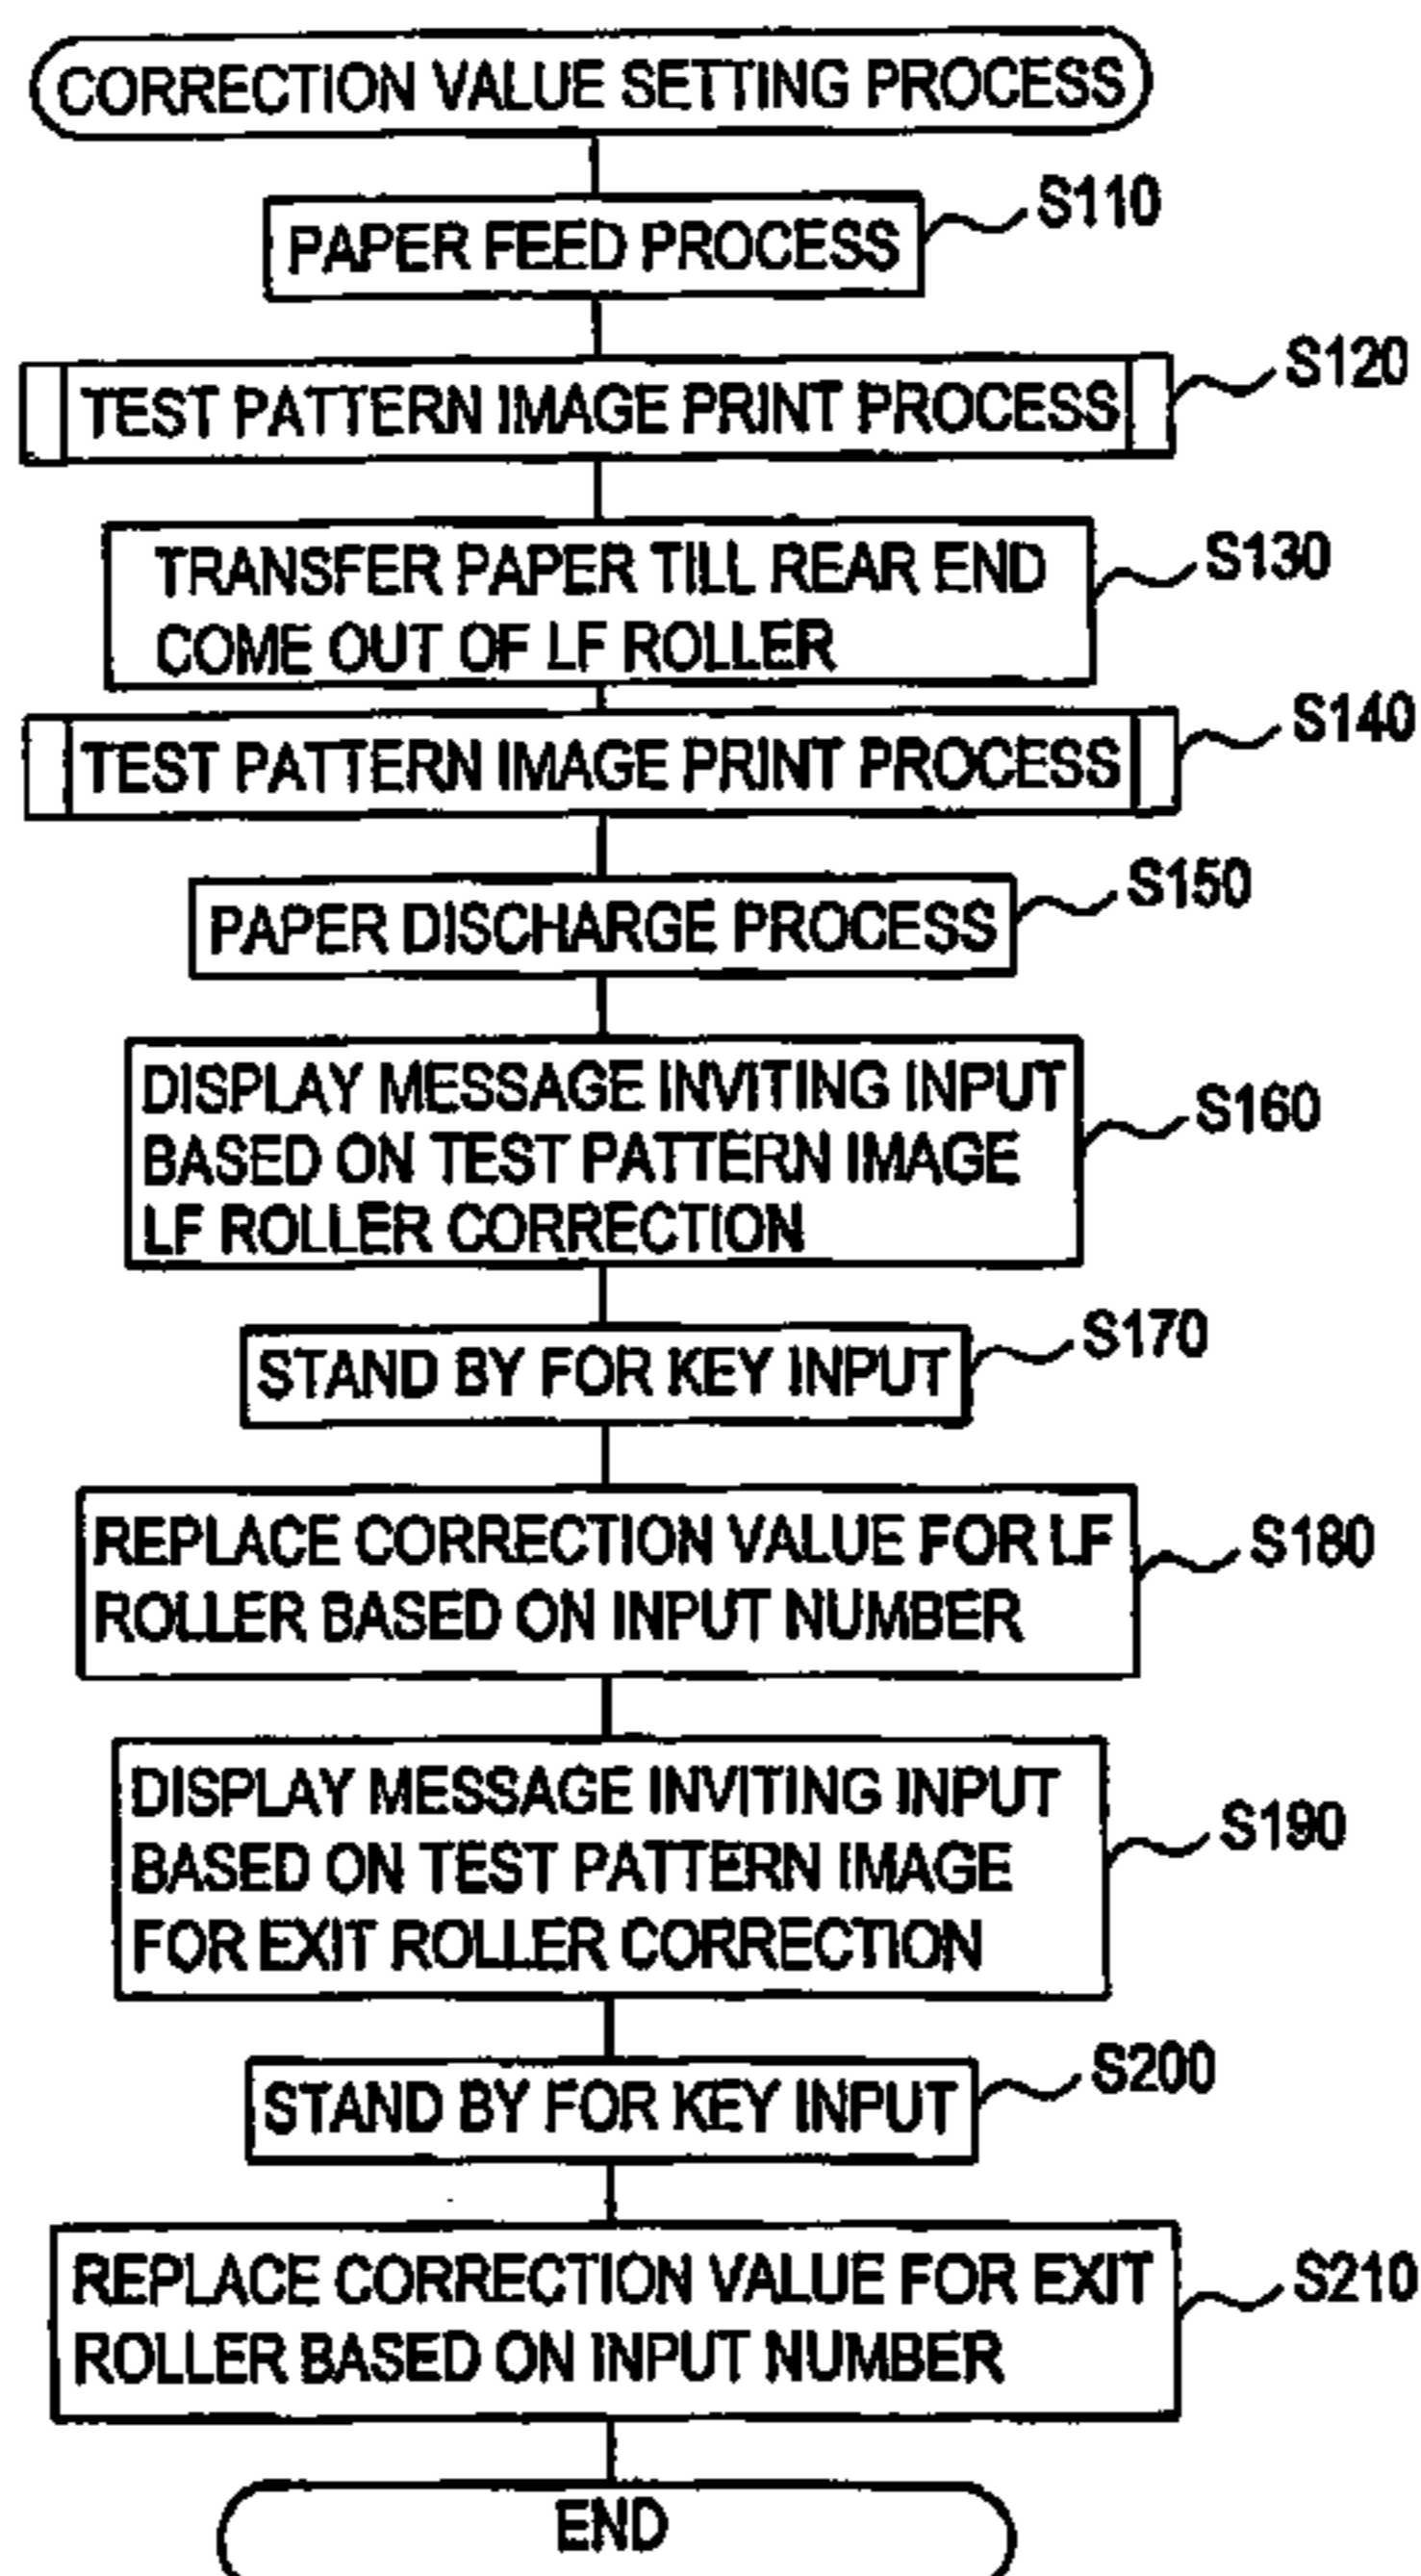 CORRECTION VALUE SETTING PROCESS
PAPER FEED PROCESS
S110
TEST PATTERN IMAGE PRINT PROCESS
S120
TRANSFER PAPER TILL REAR END
COME OUT OF LF ROLLER
S130
TEST PATTERN IMAGE PRINT PROCESS
S140
PAPER DISCHARGE PROCESS
S150
DISPLAY MESSAGE INVITING INPUT
BASED ON TEST PATTERN IMAGE
LF ROLLER CORRECTION
S160
STAND BY FOR KEY INPUT
S170
REPLACE CORRECTION VALUE FOR LF
ROLLER BASED ON INPUT NUMBER
S180
DISPLAY MESSAGE INVITING INPUT
BASED ON TEST PATTERN IMAGE
FOR EXIT ROLLER CORRECTION
S190
STAND BY FOR KEY INPUT
S200
REPLACE CORRECTION VALUE FOR EXIT
ROLLER BASED ON INPUT NUMBER
S210
END